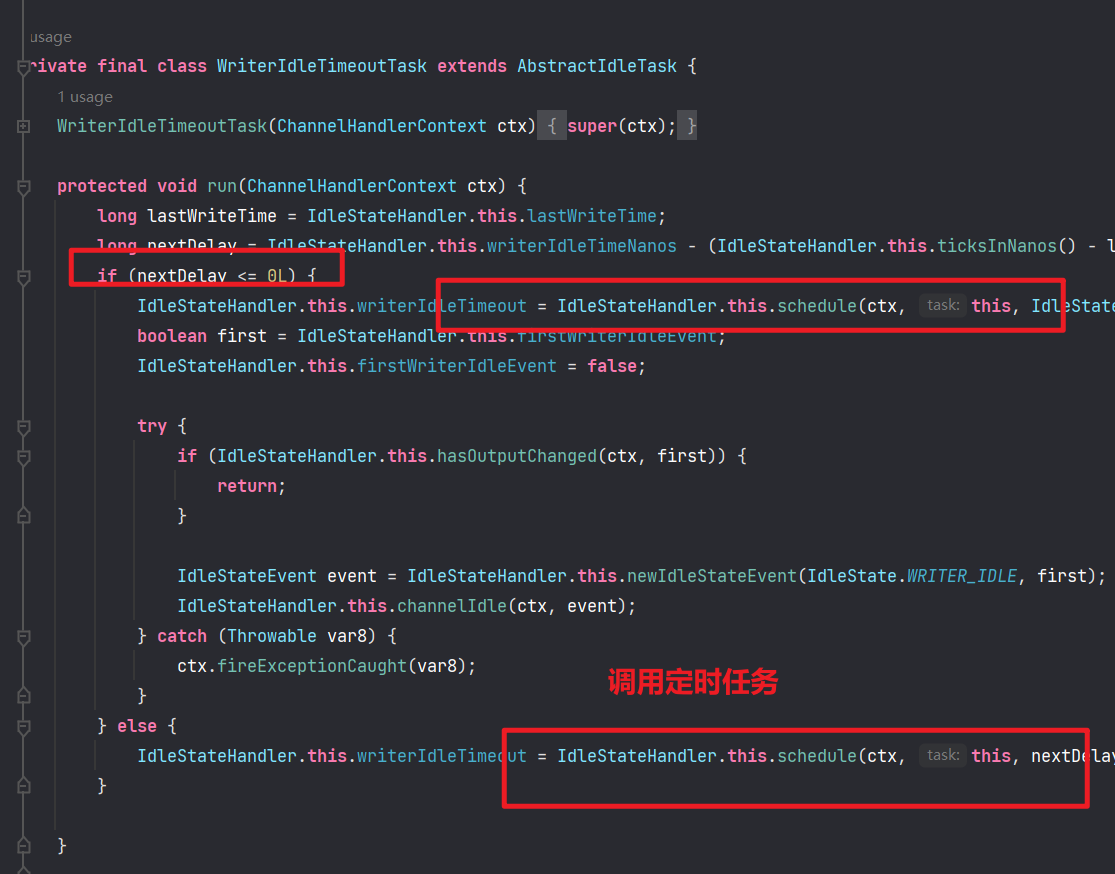 usage
rivate final class WriterIdleTimeoutTask extends AbstractIdleTask {
1 usage
WriterIdleTimeoutTask(ChannelHandlerContext ctx) { super(ctx); }
protected void run(ChannelHandlerContext ctx) {
long lastWriteTime = IdleStateHandler.this.lastWriteTime;
long nextDelay = IdleStateHandler.this.writerIdleTimeNanos - (IdleStateHandler.this.ticksInNanos() - l
if (nextDelay <= 0L) {
IdleStateHandler.this.writerIdleTimeout = IdleStateHandler.this.schedule(ctx, task: this, IdleState
boolean first = IdleStateHandler.this.firstWriterIdleEvent;
IdleStateHandler.this.firstWriterIdleEvent = false;
try {
if (IdleStateHandler.this.hasOutputChanged(ctx, first)) {
return;
}
IdleStateEvent event = IdleStateHandler.this.newIdleStateEvent(IdleState.WRITER_IDLE, first);
IdleStateHandler.this.channelIdle(ctx, event);
} catch (Throwable var8) {
ctx.fireExceptionCaught(var8);
调用定时任务
}
} else {
IdleStateHandler.this.writerIdleTimeout = IdleStateHandler.this.schedule(ctx, task: this, nextDelay
}
}